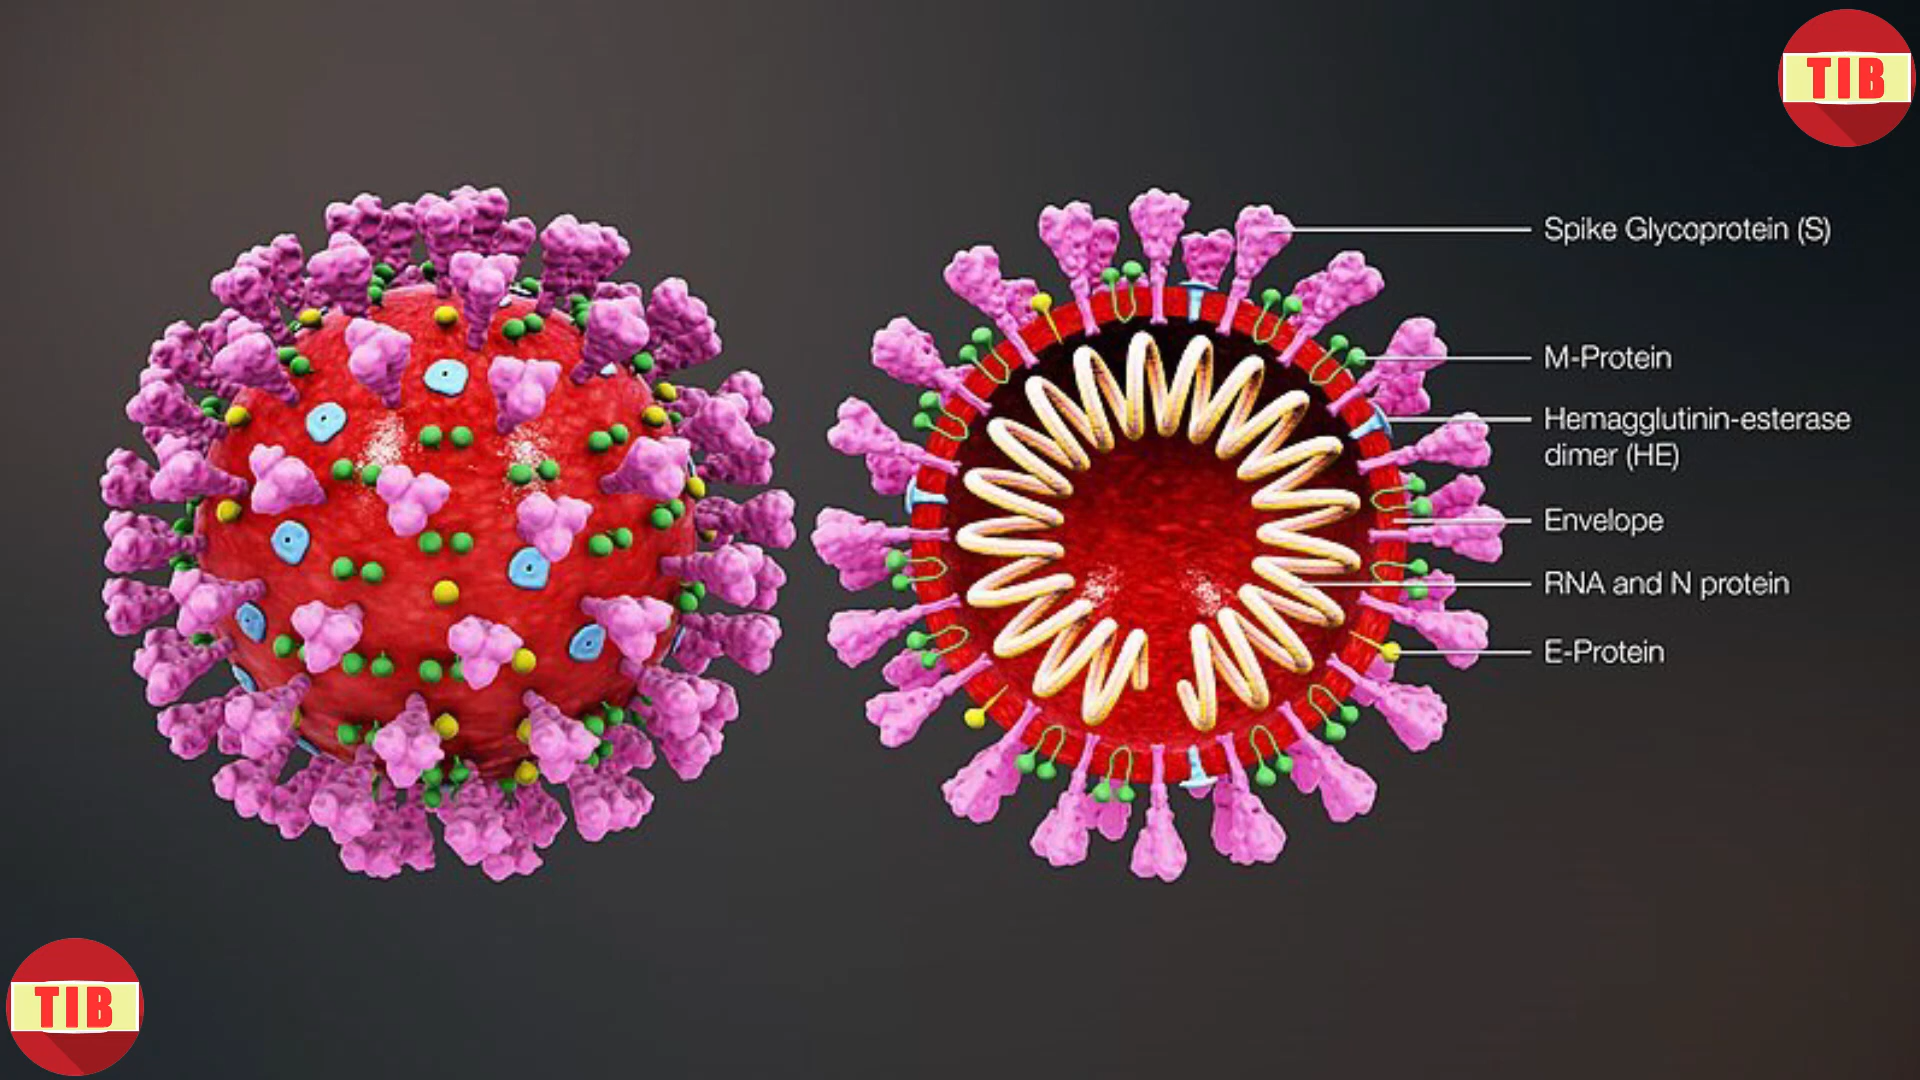 TIB
Spike Glycoprotein (S)
M-Protein
Hemagglutinin-esterase
dimer (HE)
Envelope
RNA and N protein
E-Protein
TIB